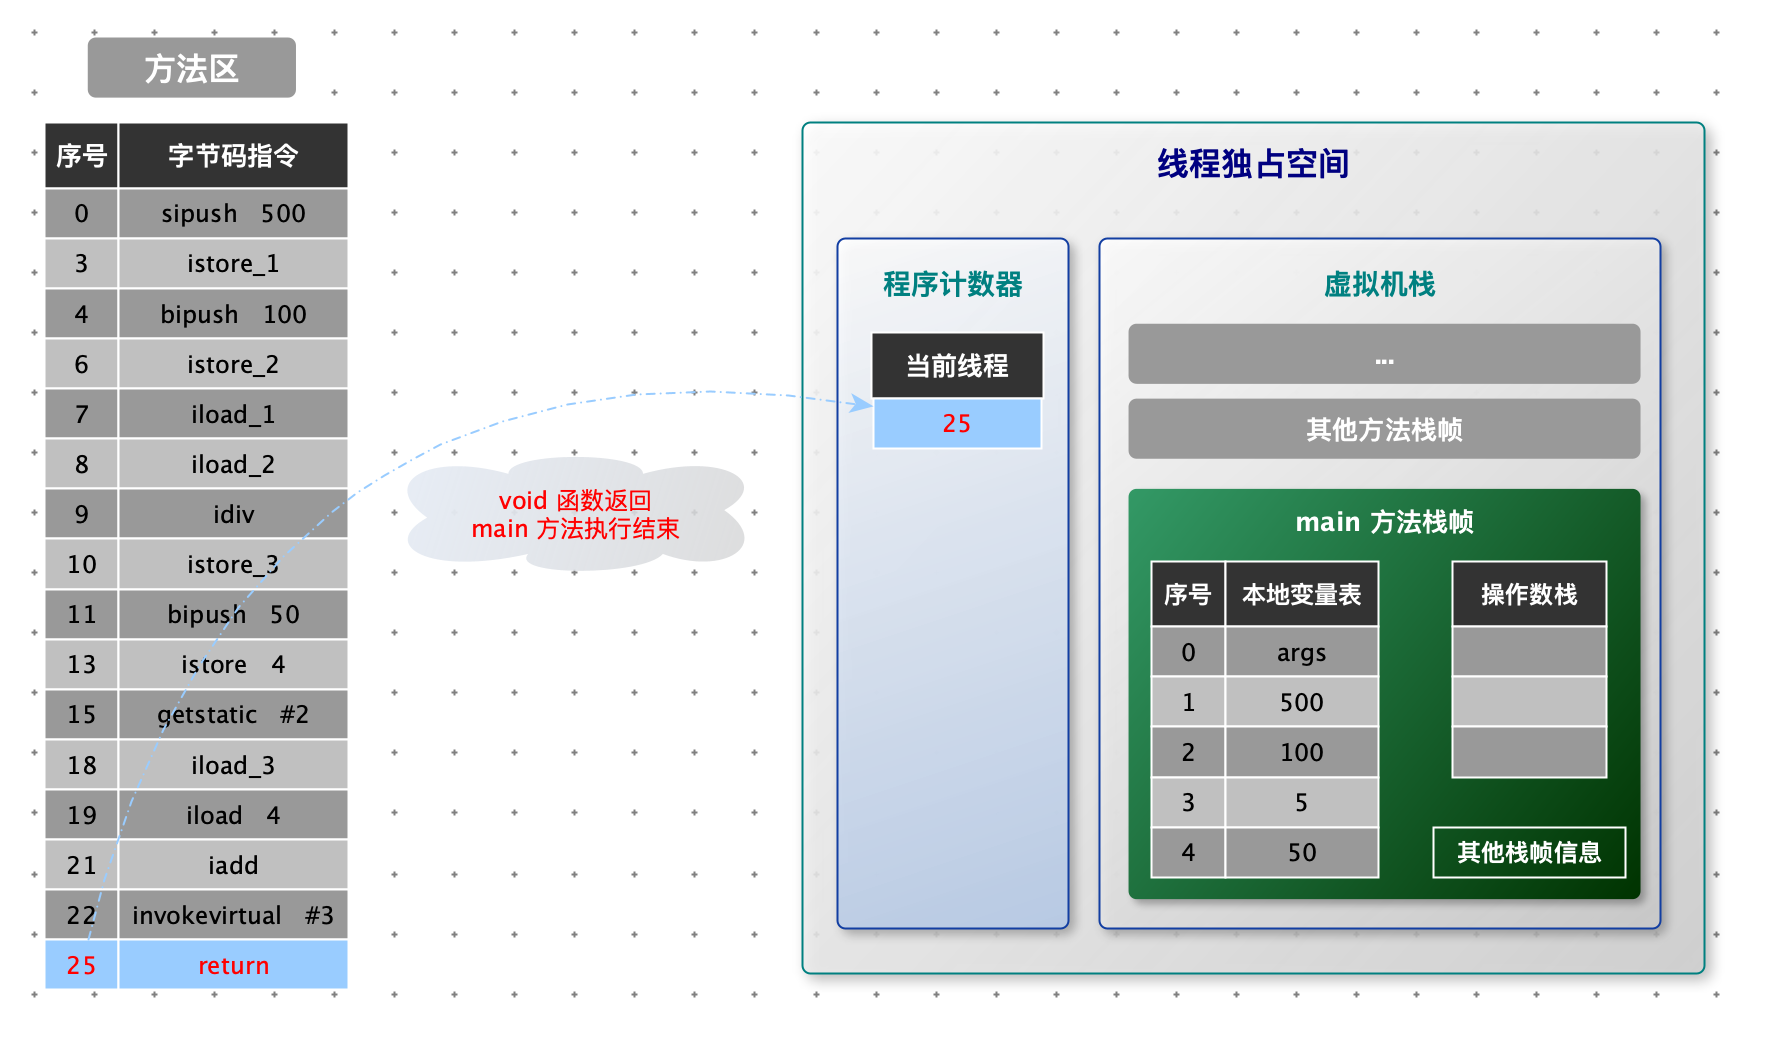 方法区
序号 字节码指令
0 sipush 500
3 istore_1
4 bipush 100
6 istore_2
7 iload_1
8 iload_2
9 idiv
10 istore_3
11 bipush 50
13 istore 4
15 getstatic #2
18 iload_3
19 iload 4
21 iadd
22 invokevirtual #3
25 return
void 函数返回
main 方法执行结束
线程独占空间
程序计数器
当前线程
25
虚拟机栈
...
其他方法栈帧
main 方法栈帧
序号 本地变量表
0 args
1 500
2 100
3 5
4 50
操作数栈
其他栈帧信息